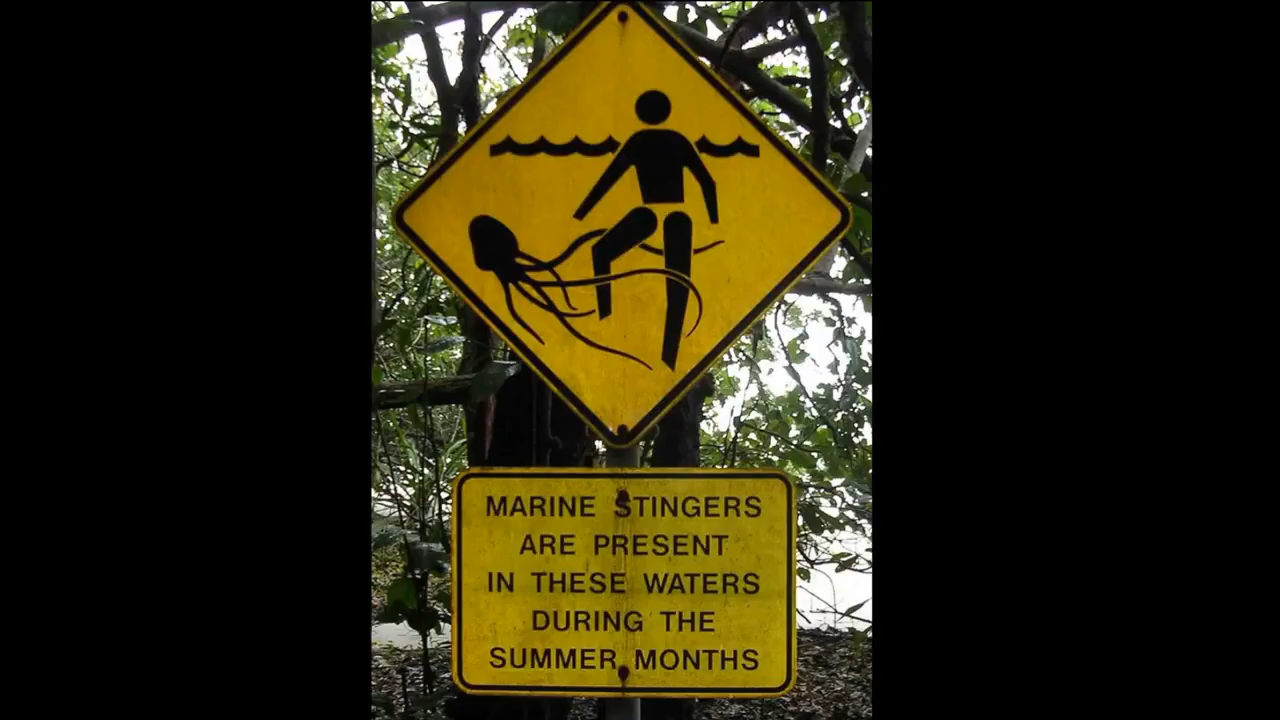 MARINE STINGERS
ARE PRESENT
IN THESE WATERS
DURING THE
SUMMER MONTHS